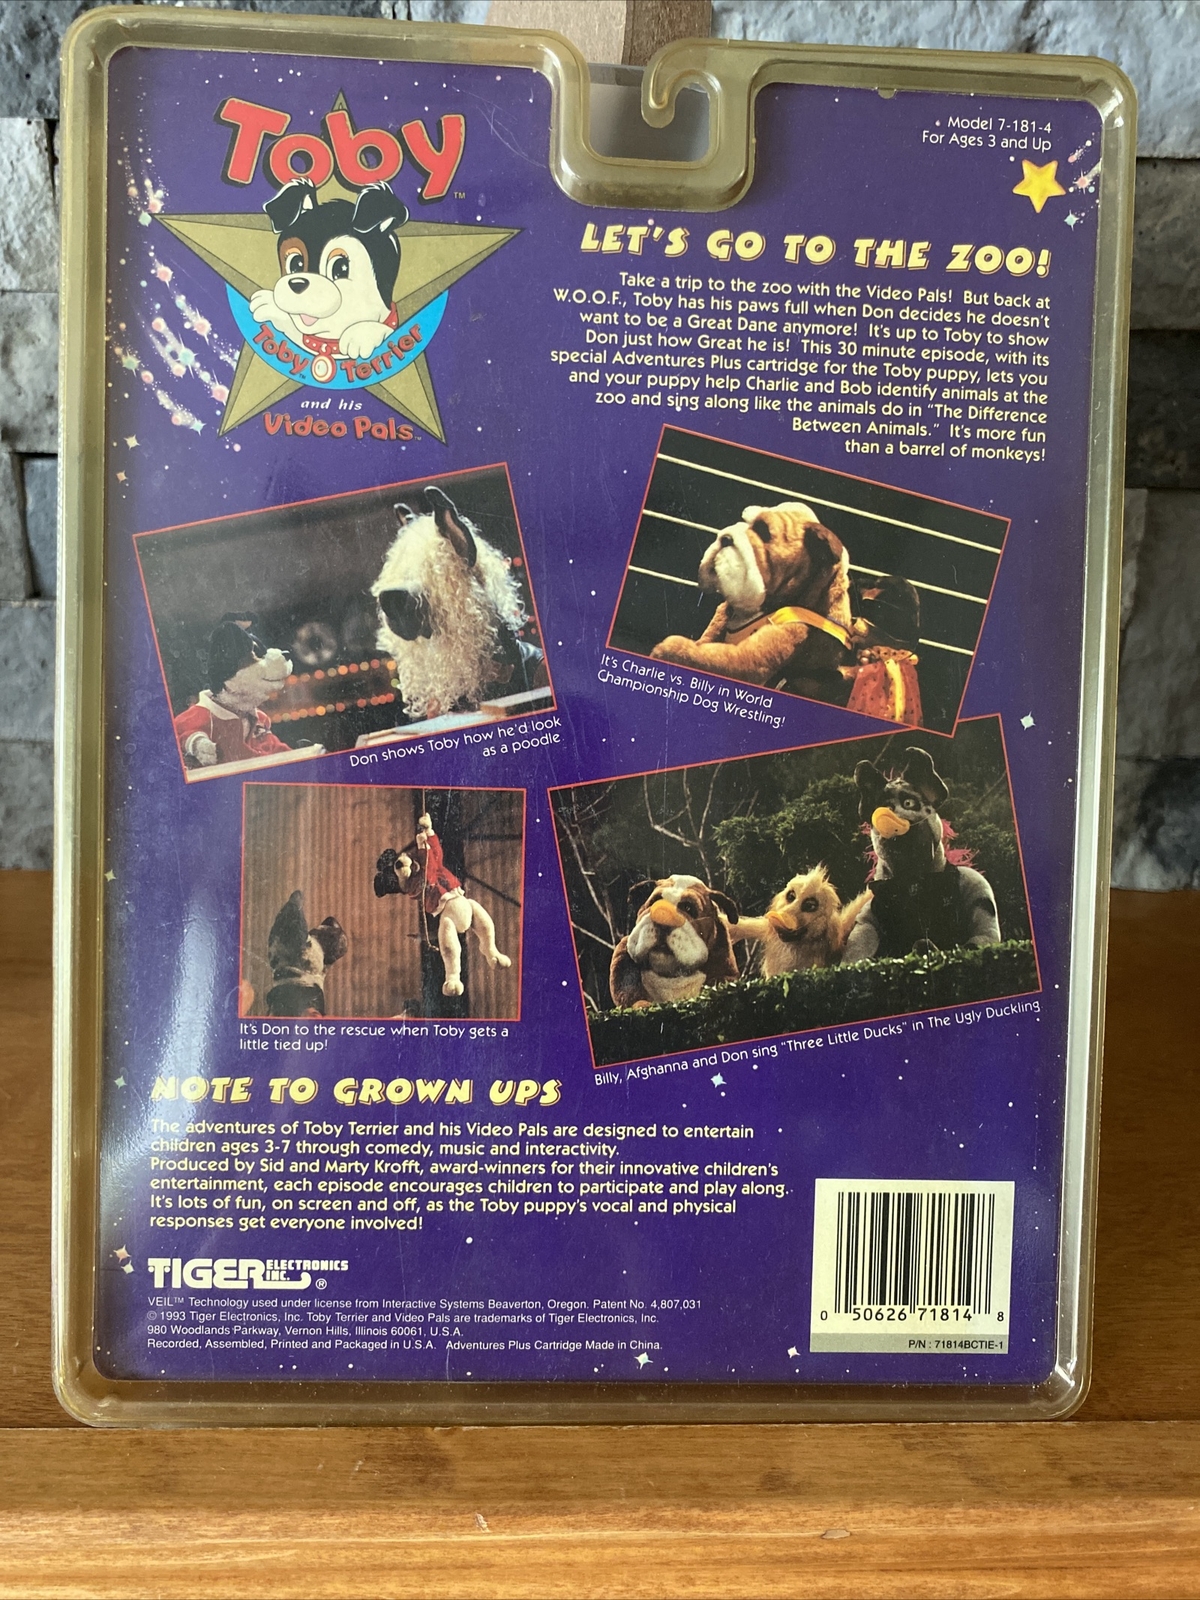 Toby™
Toby™ Terrier
and his
Video Pals™
Model 7-181-4
For Ages 3 and Up
LET'S GO TO THE ZOO!
Take a trip to the zoo with the Video Pals! But back at
W.O.O.F., Toby has his paws full when Don decides he doesn't
want to be a Great Dane anymore! It's up to Toby to show
Don just how Great he is! This 30 minute episode, with its
special Adventures Plus cartridge for the Toby puppy, lets you
and your puppy help Charlie and Bob identify animals at the
zoo and sing along like the animals do in "The Difference
Between Animals." It's more fun
than a barrel of monkeys!
Don shows Toby how he'd look
as a poodle.
It's Charlie vs. Billy in World
Championship Dog Wrestling!
It's Don to the rescue when Toby gets a
little tied up!
Billy, Afghanna and Don sing "Three Little Ducks" in The Ugly Duckling
NOTE TO GROWN UPS
The adventures of Toby Terrier and his Video Pals are designed to entertain
children ages 3-7 through comedy, music and interactivity.
Produced by Sid and Marty Krofft, award-winners for their innovative children's
entertainment, each episode encourages children to participate and play along.
It's lots of fun, on screen and off, as the Toby puppy's vocal and physical
responses get everyone involved!
TIGER ELECTRONICS INC.®
VEIL™ Technology used under license from Interactive Systems Beaverton, Oregon. Patent No. 4,807,031
© 1993 Tiger Electronics, Inc. Toby Terrier and Video Pals are trademarks of Tiger Electronics, Inc.
980 Woodlands Parkway, Vernon Hills, Illinois 60061, U.S.A.
Recorded, Assembled, Printed and Packaged in U.S.A. Adventures Plus Cartridge Made in China.
0 50626 71814 8
P/N : 71814BCTIE-1